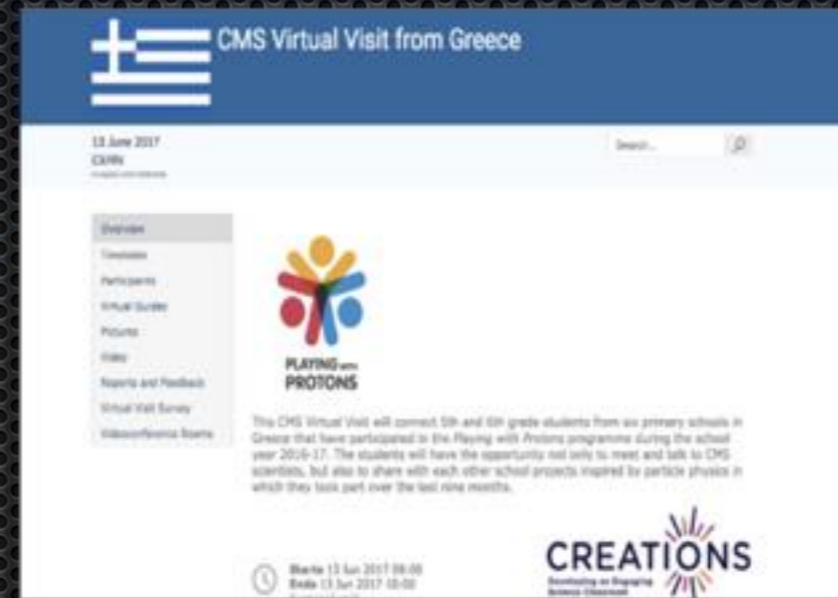 CMS Virtual Visit from Greece
13 June 2017
CERN
Search...
Overview
Timetable
Participants
Virtual Guides
Pictures
Video
Reports and Feedback
Virtual Visit Survey
Videoconference Rooms
PLAYING WITH
PROTONS
This CMS Virtual Visit will connect 5th and 6th grade students from six primary schools in
Greece that have participated in the Playing with Protons programme during the school
year 2016-17. The students will have the opportunity not only to meet and talk to CMS
scientists, but also to share with each other school projects inspired by particle physics in
which they took part over the last nine months.
Starts 13 Jun 2017 09:00
Ends 13 Jun 2017 10:00
CREATIONS
Developing an Engaging
Science Classroom